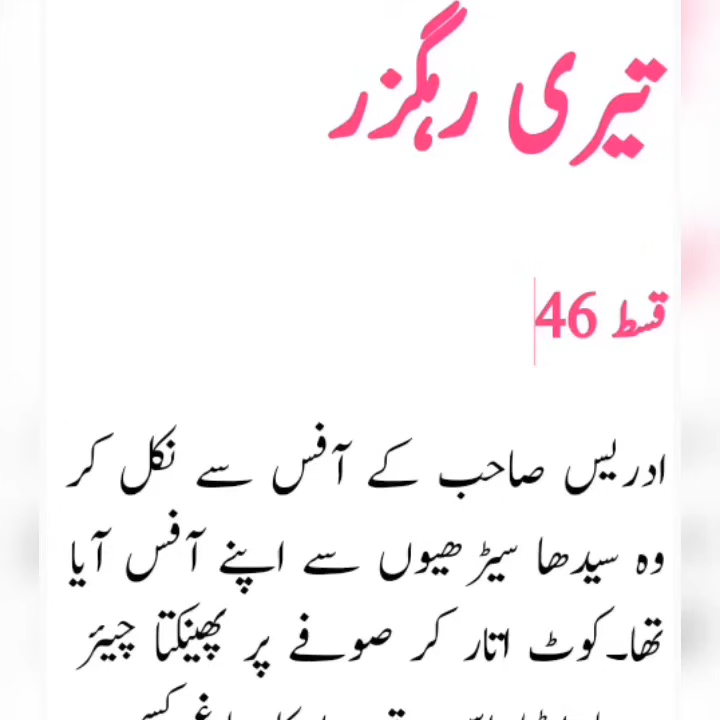 تیری رہگزر
قسط 46
ادریس صاحب کے آفس سے نکل کر
وہ سیدھا سیڑھیوں سے اپنے آفس آیا
تھا۔کوٹ اتار کر صوفے پر پھینکتا چیئر